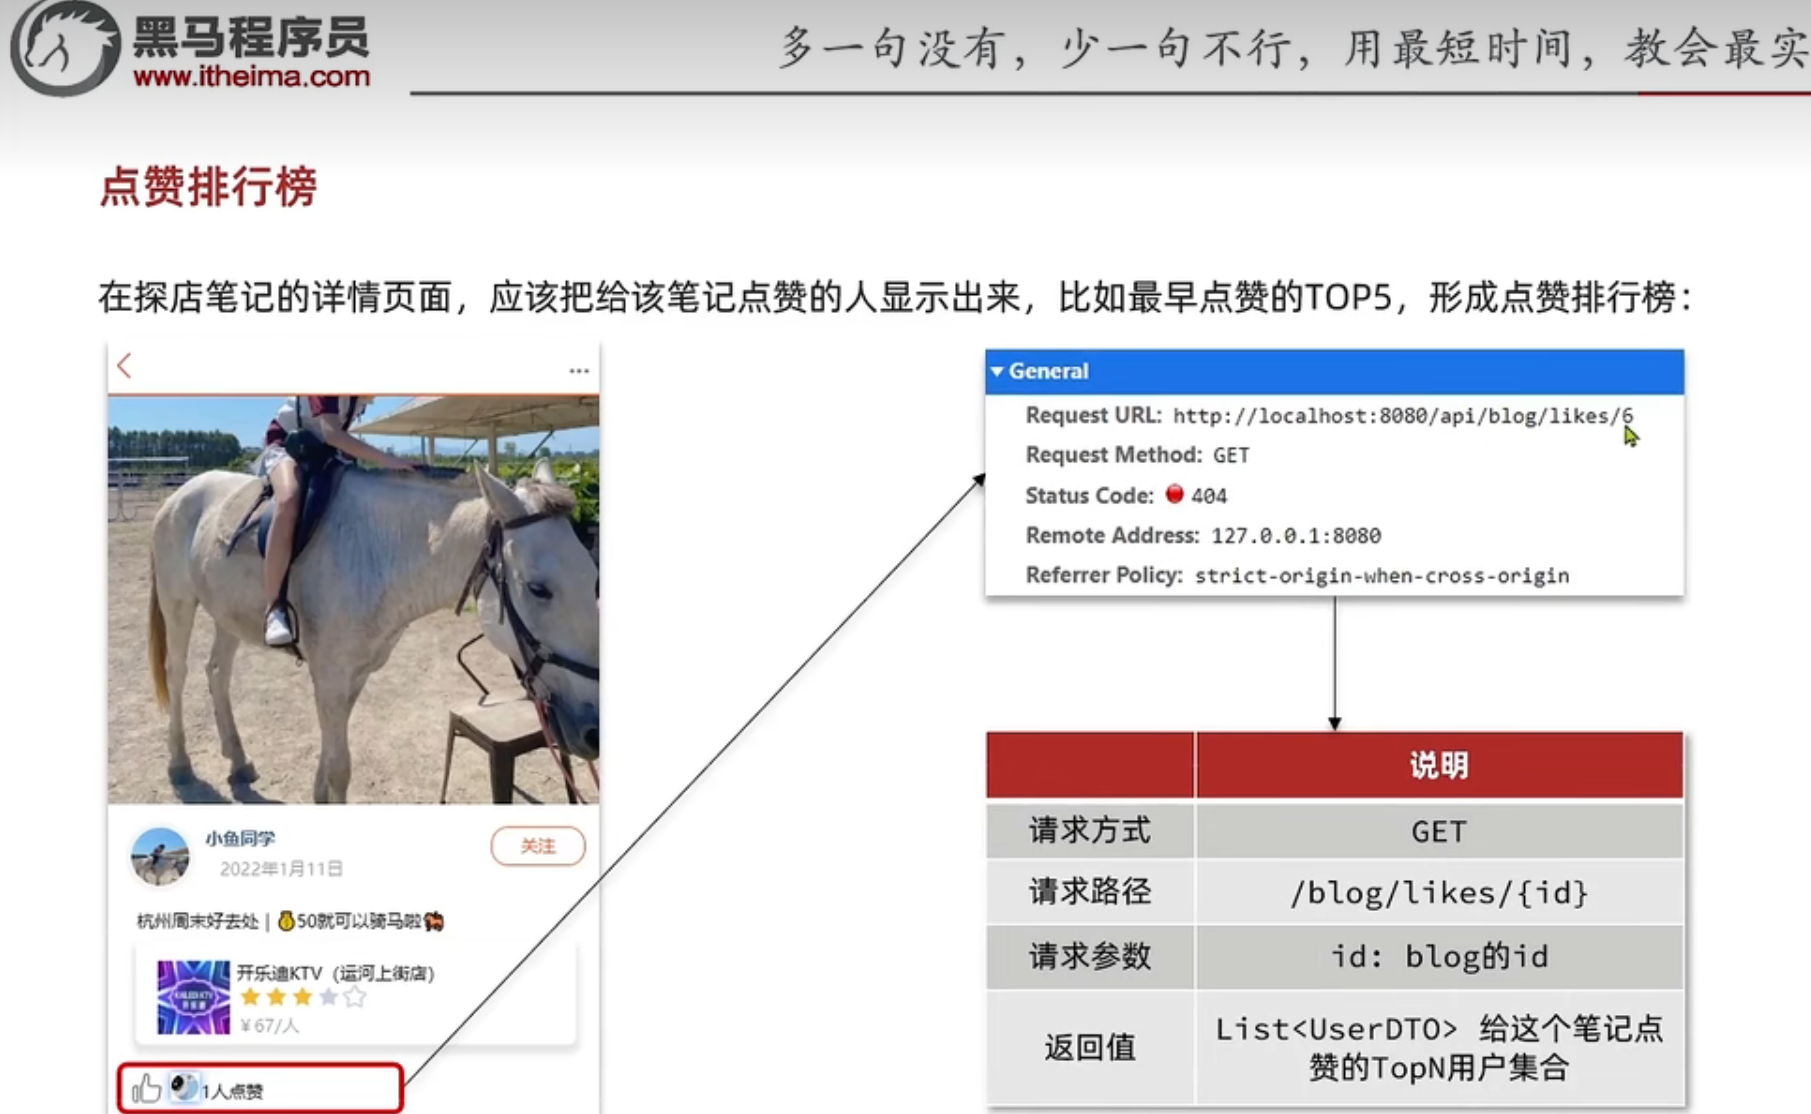 黑马程序员
www.itheima.com
多一句没有，少一句不行，用最短时间，教会最实
点赞排行榜
在探店笔记的详情页面，应该把给该笔记点赞的人显示出来，比如最早点赞的TOP5，形成点赞排行榜：
小鱼同学
2022年1月11日
关注
杭州周末好去处 | 💰50就可以骑马啦🐎
开乐迪KTV（运河上街店）
¥67/人
1人点赞
General
Request URL: http://localhost:8080/api/blog/likes/6
Request Method: GET
Status Code: 404
Remote Address: 127.0.0.1:8080
Referrer Policy: strict-origin-when-cross-origin
说明
请求方式 GET
请求路径 /blog/likes/{id}
请求参数 id: blog的id
返回值 List<UserDTO> 给这个笔记点
赞的TopN用户集合